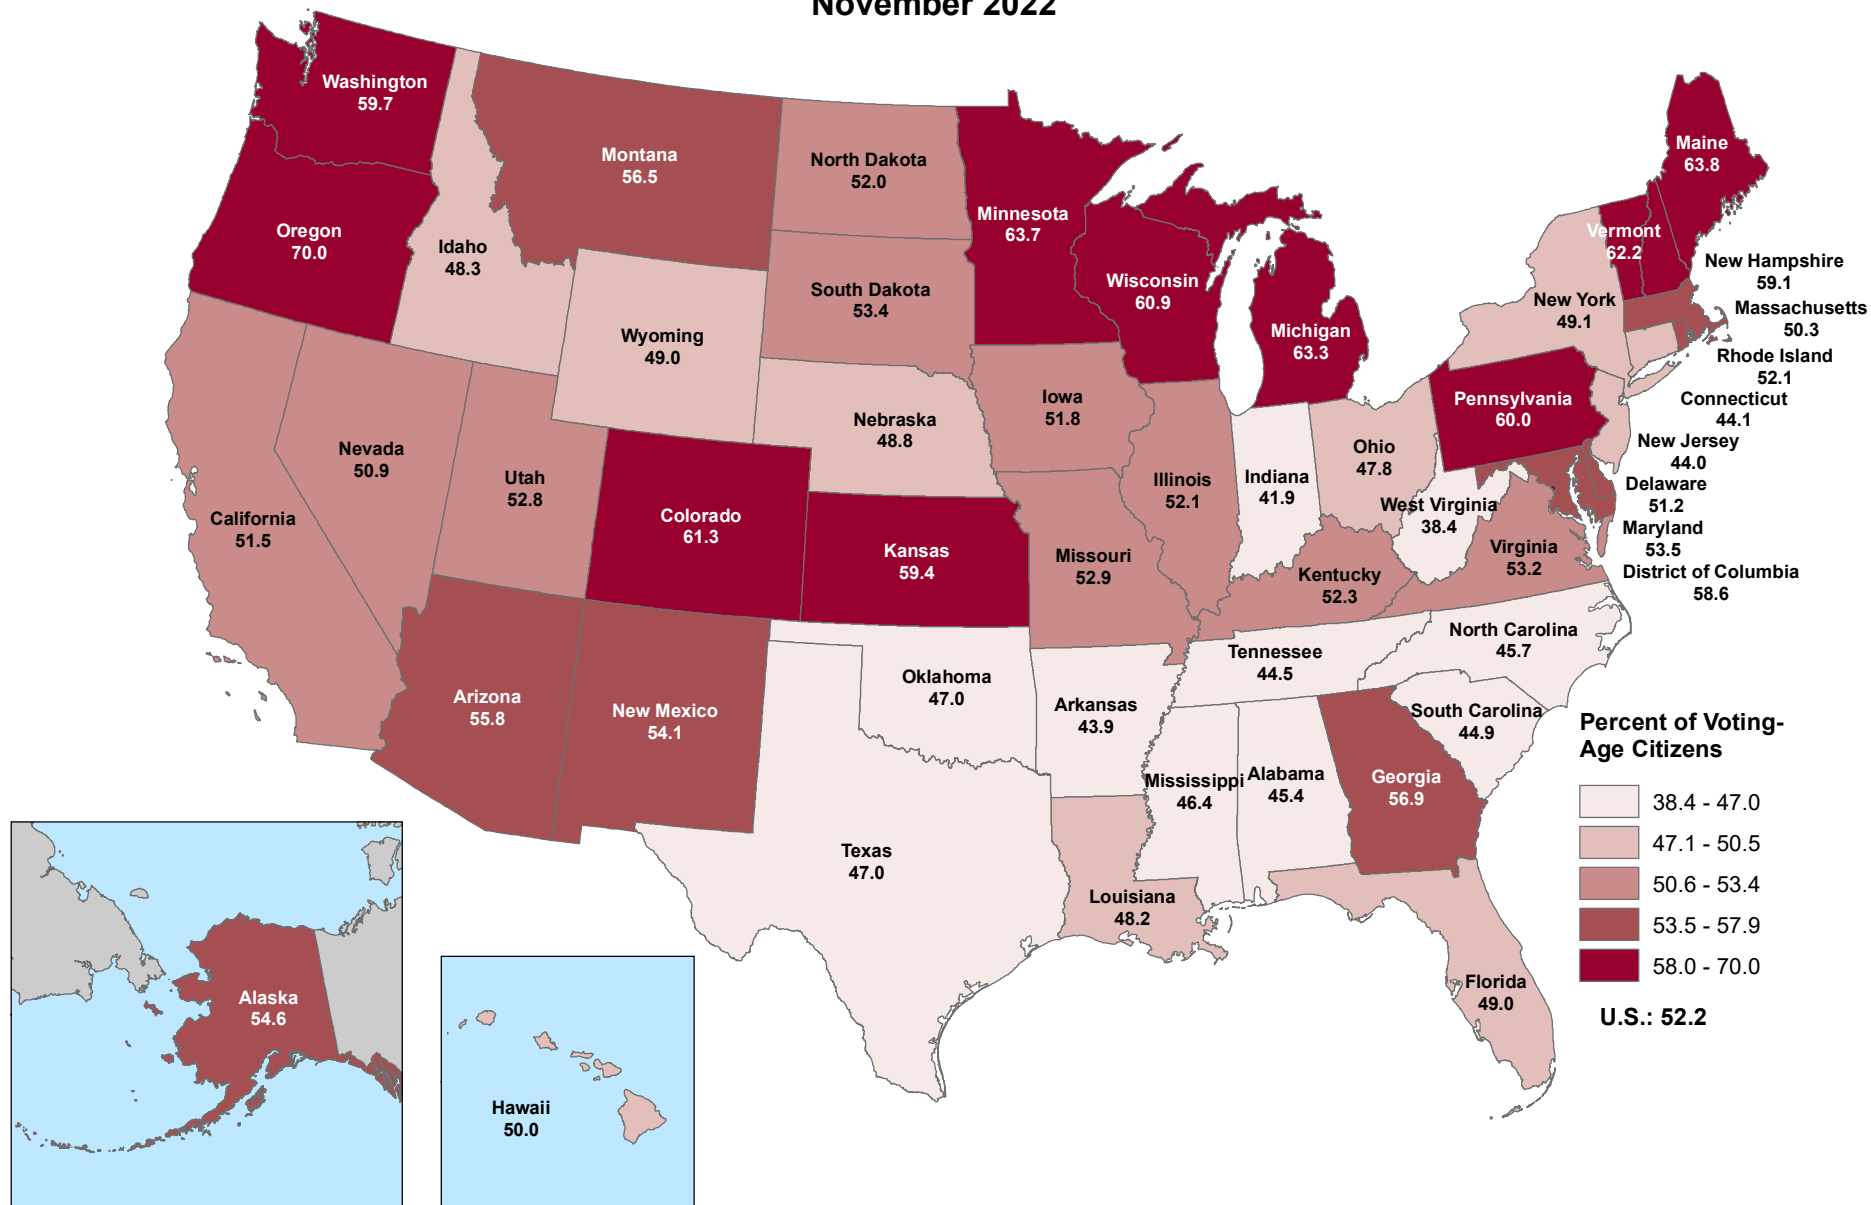 November 2022
Washington
59.7
Oregon
70.0
Idaho
48.3
Montana
56.5
North Dakota
52.0
Minnesota
63.7
Wisconsin
60.9
Michigan
63.3
Maine
63.8
Vermont
62.2
New Hampshire
59.1
New York
49.1
Massachusetts
50.3
Rhode Island
52.1
Connecticut
44.1
New Jersey
44.0
Delaware
51.2
Maryland
53.5
District of Columbia
58.6
South Dakota
53.4
Wyoming
49.0
Nebraska
48.8
Iowa
51.8
Pennsylvania
60.0
Ohio
47.8
Indiana
41.9
Illinois
52.1
West Virginia
38.4
Virginia
53.2
Kentucky
52.3
Nevada
50.9
Utah
52.8
California
51.5
Colorado
61.3
Kansas
59.4
Missouri
52.9
North Carolina
45.7
Tennessee
44.5
Oklahoma
47.0
Arkansas
43.9
Arizona
55.8
New Mexico
54.1
South Carolina
44.9
Mississippi
46.4
Alabama
45.4
Georgia
56.9
Texas
47.0
Louisiana
48.2
Florida
49.0
Alaska
54.6
Hawaii
50.0
Percent of Voting-
Age Citizens
38.4 - 47.0
47.1 - 50.5
50.6 - 53.4
53.5 - 57.9
58.0 - 70.0
U.S.: 52.2